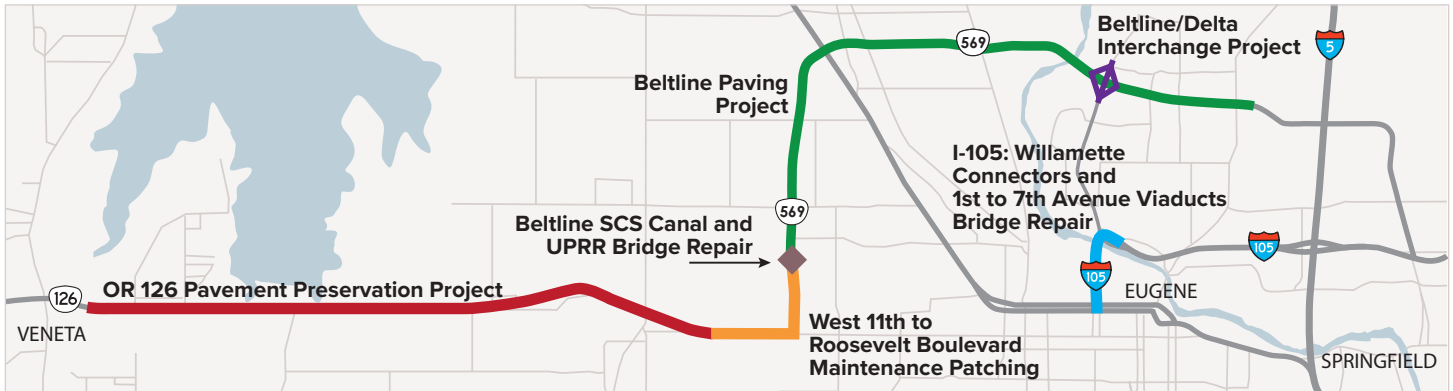 Beltline/Delta
Interchange Project
569
5
Beltline Paving
Project
I-105: Willamette
Connectors and
1st to 7th Avenue Viaducts
Bridge Repair
569
Beltline SCS Canal and
UPRR Bridge Repair
105
105
OR 126 Pavement Preservation Project
126
EUGENE
VENETA
West 11th to
Roosevelt Boulevard
Maintenance Patching
SPRINGFIELD